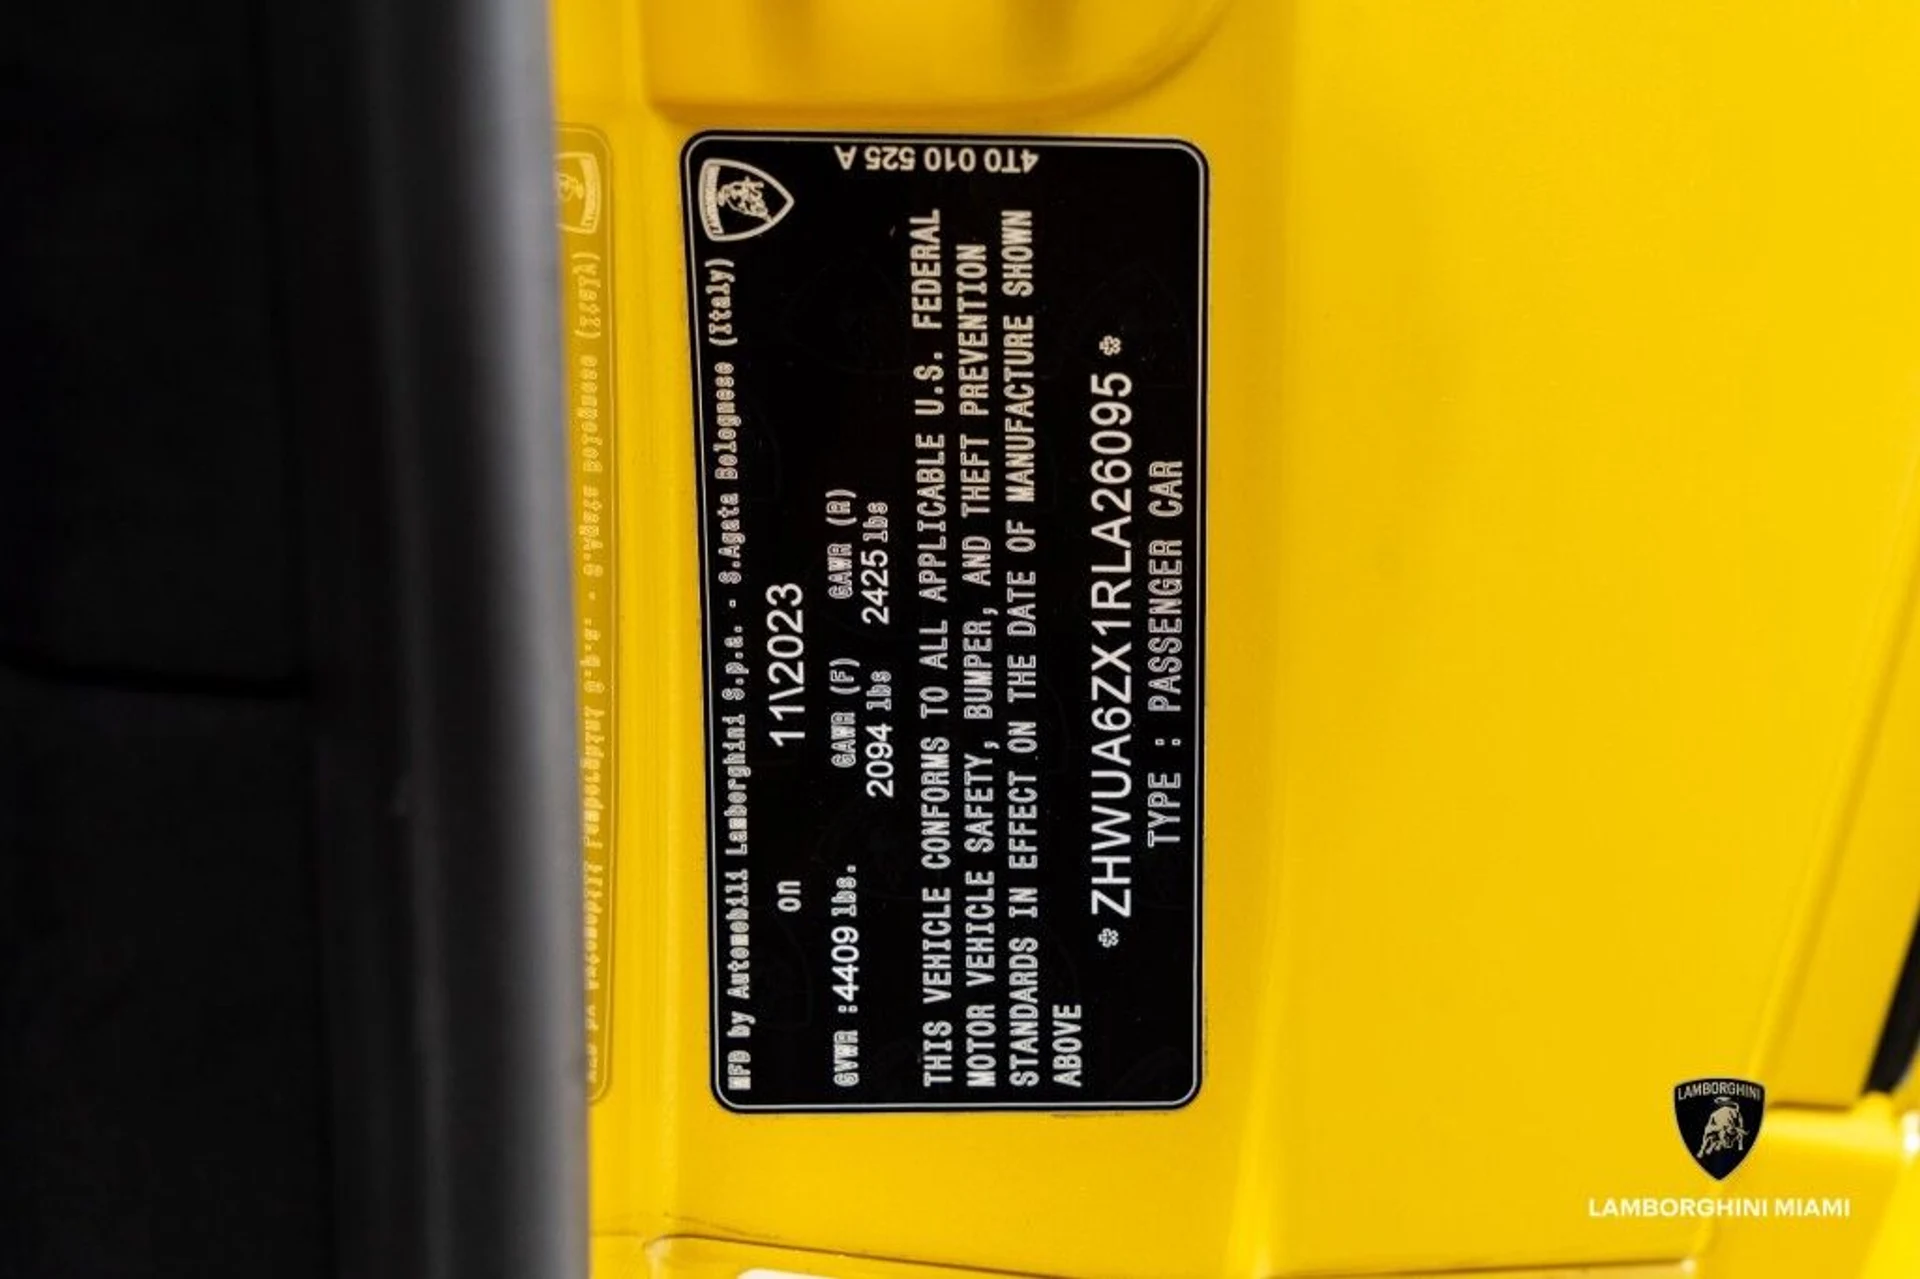 MFD by Automobili Lamborghini S.p.a. - S.Agata Bolognese (Italy)
on 11\2023
GVWR :4409 lbs. GAWR (F) GAWR (R)
2094 lbs 2425 lbs
THIS VEHICLE CONFORMS TO ALL APPLICABLE U.S. FEDERAL
MOTOR VEHICLE SAFETY, BUMPER, AND THEFT PREVENTION
STANDARDS IN EFFECT ON THE DATE OF MANUFACTURE SHOWN
ABOVE
* ZHWUA6ZX1RLA26095 *
TYPE : PASSENGER CAR
4T0 010 525 A
LAMBORGHINI
LAMBORGHINI
LAMBORGHINI MIAMI